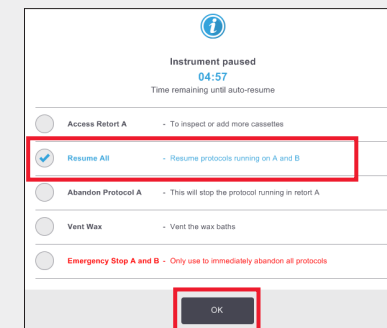 Instrument paused
04:57
Time remaining until auto-resume
Access Retort A - To inspect or add more cassettes
Resume All - Resume protocols running on A and B
Abandon Protocol A - This will stop the protocol running in retort A
Vent Wax - Vent the wax baths
Emergency Stop A and B - Only use to immediately abandon all protocols
OK